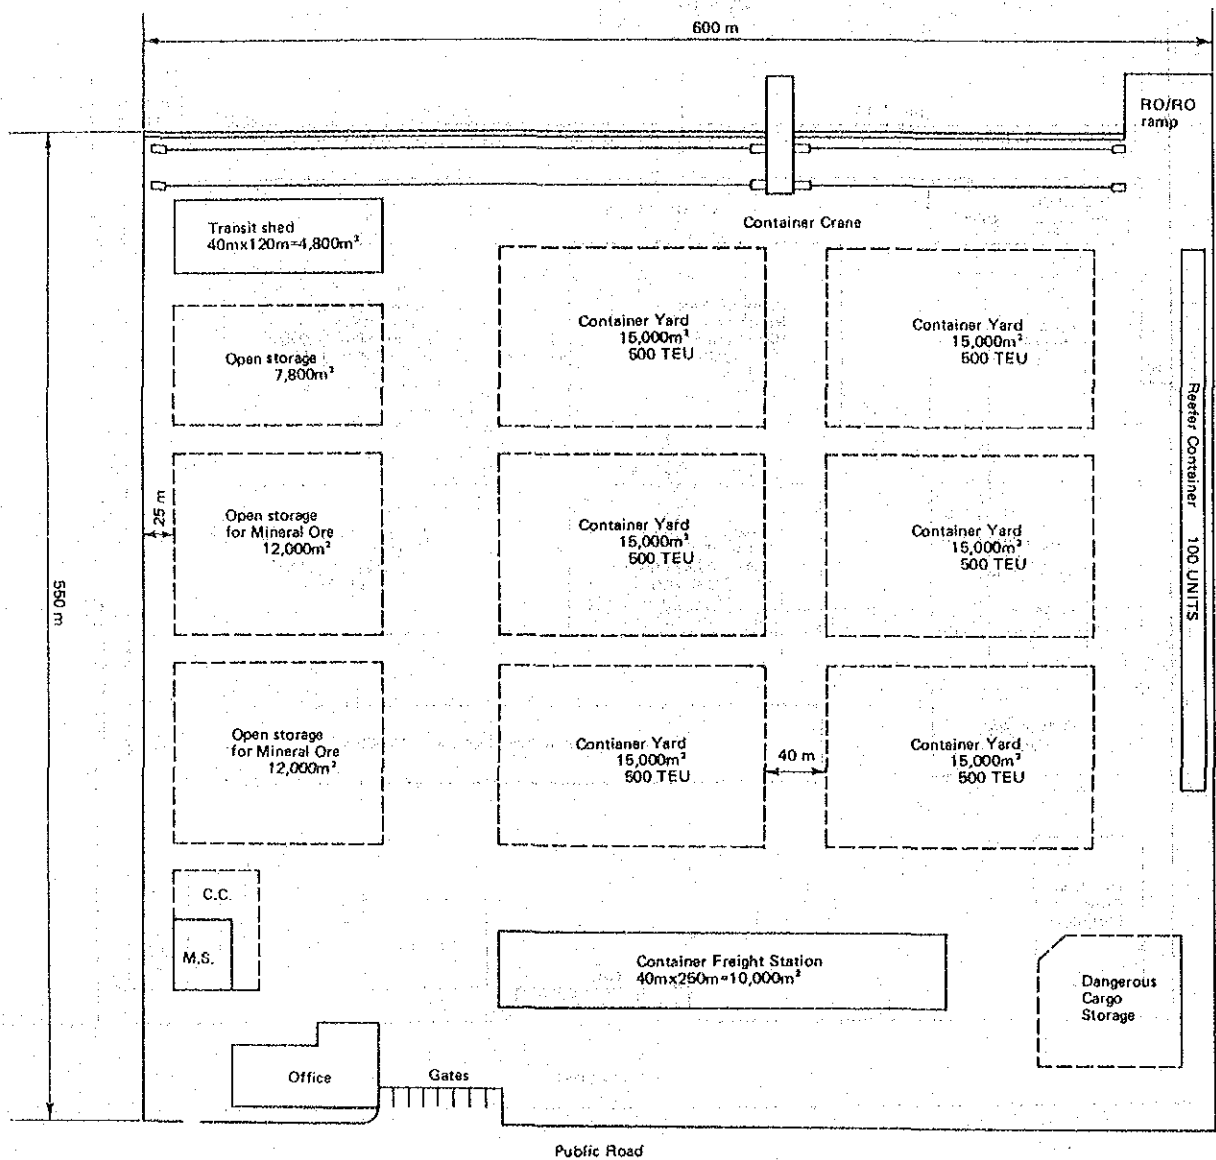 600 m
RO/RO
ramp
Transit shed
40mx120m=4,800m²
Container Crane
Open storage
7,800m²
Container Yard
15,000m²
500 TEU
Container Yard
15,000m²
500 TEU
Reefer Container 100 UNITS
25 m
550 m
Open storage
for Mineral Ore
12,000m²
Container Yard
15,000m²
500 TEU
Container Yard
15,000m²
500 TEU
Open storage
for Mineral Ore
12,000m²
Contianer Yard
15,000m²
500 TEU
40 m
Container Yard
15,000m²
500 TEU
C.C.
M.S.
Container Freight Station
40mx250m=10,000m²
Dangerous
Cargo
Storage
Office
Gates
Public Road